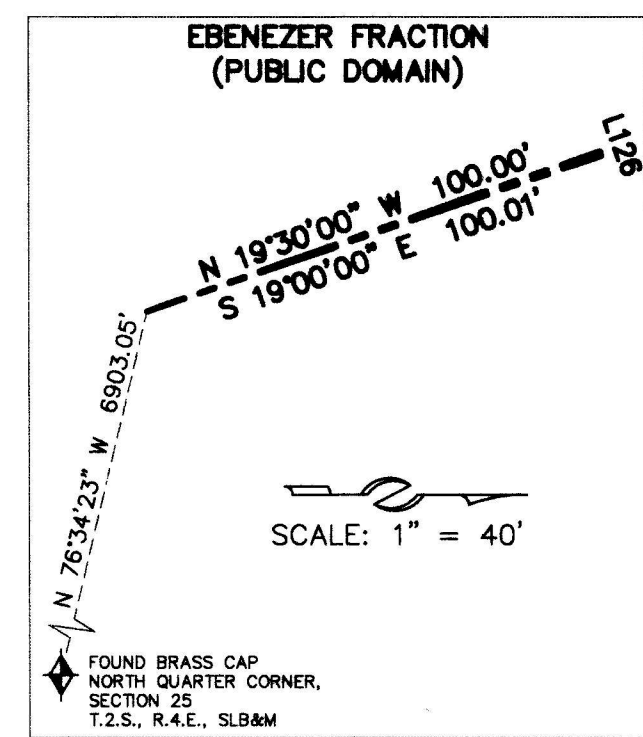 EBENEZER FRACTION
(PUBLIC DOMAIN)
L126
N 19°30'00" W 100.00'
S 19°00'00" E 100.01'
N 76°34'23" W 6903.05'
SCALE: 1" = 40'
FOUND BRASS CAP
NORTH QUARTER CORNER,
SECTION 25
T.2.S., R.4.E., SLB&M